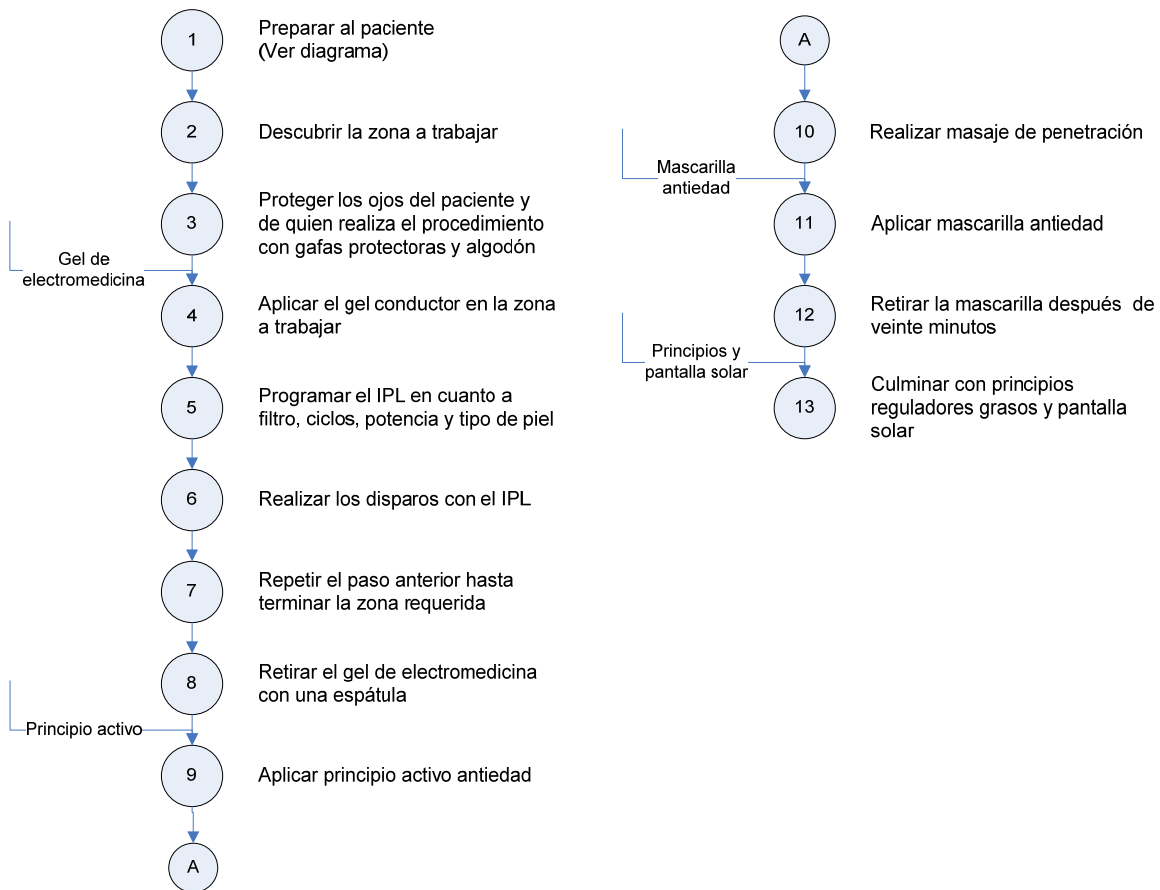 1
Preparar al paciente
(Ver diagrama)
2
Descubrir la zona a trabajar
3
Proteger los ojos del paciente y
de quien realiza el procedimiento
con gafas protectoras y algodón
Gel de
electromedicina
4
Aplicar el gel conductor en la zona
a trabajar
5
Programar el IPL en cuanto a
filtro, ciclos, potencia y tipo de piel
6
Realizar los disparos con el IPL
7
Repetir el paso anterior hasta
terminar la zona requerida
8
Retirar el gel de electromedicina
con una espátula
Principio activo
9
Aplicar principio activo antiedad
A
A
10
Realizar masaje de penetración
Mascarilla
antiedad
11
Aplicar mascarilla antiedad
12
Retirar la mascarilla después de
veinte minutos
Principios y
pantalla solar
13
Culminar con principios
reguladores grasos y pantalla
solar